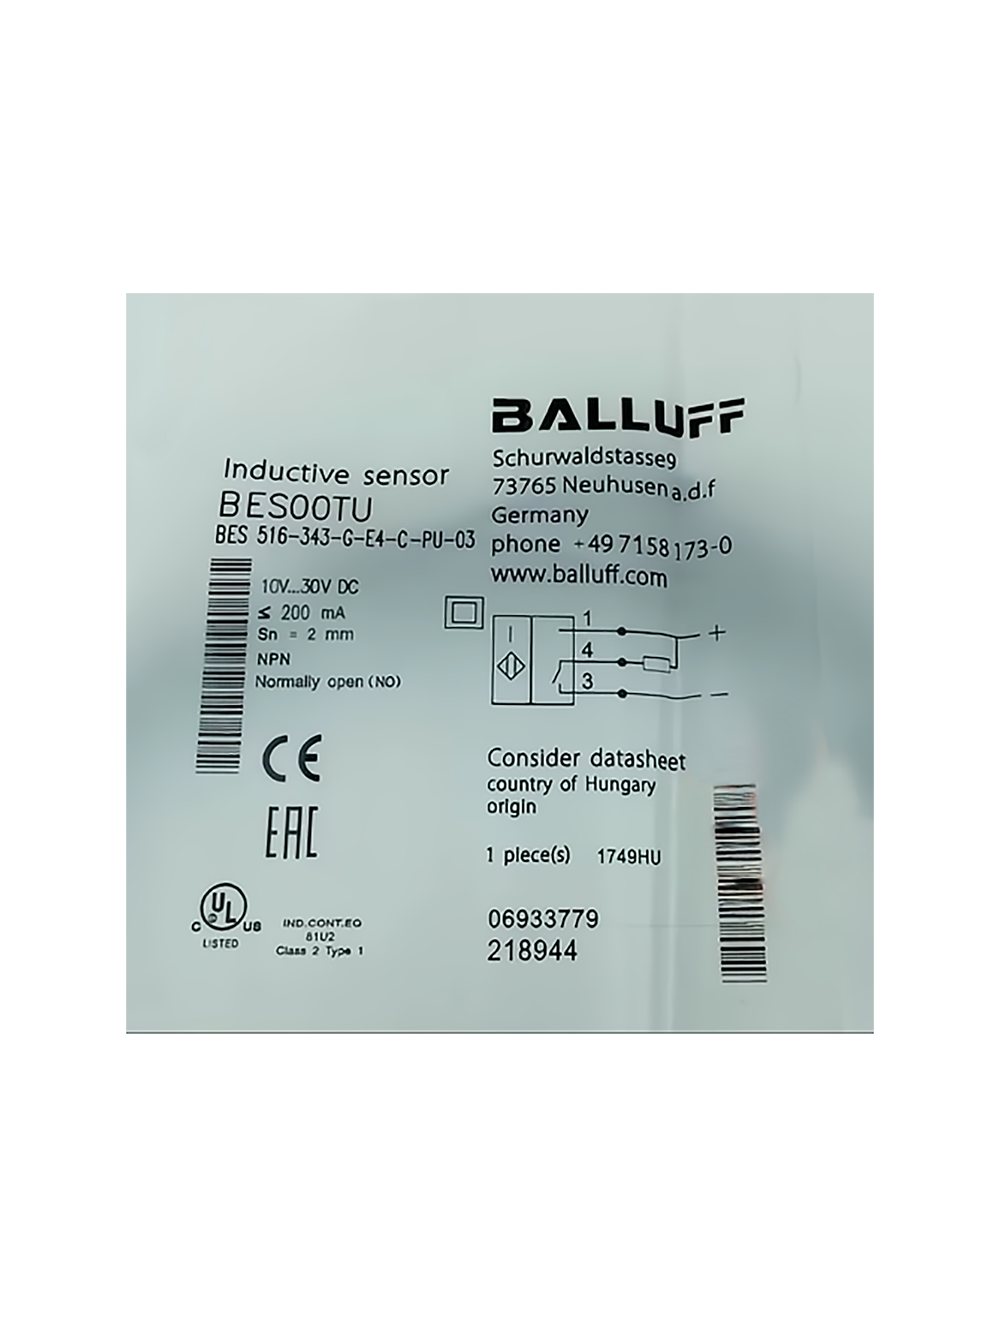 BALLUFF
Schurwaldstasse9
73765 Neuhusen a.d.f
Germany
phone +49 7158 173-0
www.balluff.com
Inductive sensor
BES00TU
BES 516-343-G-E4-C-PU-03
10V...30V DC
≤ 200 mA
Sn = 2 mm
NPN
Normally open (NO)
1
4
3
+
−
CE
EAC
C UL US
LISTED
IND.CONT.EQ
81U2
Class 2 Type 1
Consider datasheet
country of Hungary
origin
1 piece(s) 1749HU
06933779
218944